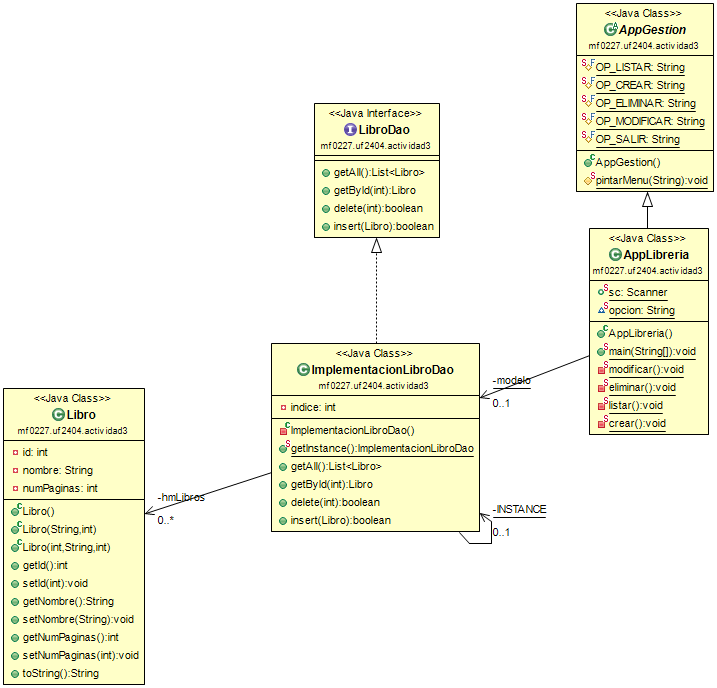 <<Java Class>>
AppGestion
mf0227.uf2404.actividad3
OP_LISTAR: String
OP_CREAR: String
OP_ELIMINAR: String
OP_MODIFICAR: String
OP_SALIR: String
AppGestion()
pintarMenu(String):void
<<Java Interface>>
LibroDao
mf0227.uf2404.actividad3
getAll():List<Libro>
getById(int):Libro
delete(int):boolean
insert(Libro):boolean
<<Java Class>>
AppLibreria
mf0227.uf2404.actividad3
sc: Scanner
opcion: String
AppLibreria()
main(String[]):void
modificar():void
eliminar():void
listar():void
crear():void
<<Java Class>>
ImplementacionLibroDao
mf0227.uf2404.actividad3
indice: int
ImplementacionLibroDao()
getInstance():ImplementacionLibroDao
getAll():List<Libro>
getById(int):Libro
delete(int):boolean
insert(Libro):boolean
-modelo
0..1
-INSTANCE
0..1
-hmLibros
0..*
<<Java Class>>
Libro
mf0227.uf2404.actividad3
id: int
nombre: String
numPaginas: int
Libro()
Libro(String,int)
Libro(int,String,int)
getId():int
setId(int):void
getNombre():String
setNombre(String):void
getNumPaginas():int
setNumPaginas(int):void
toString():String